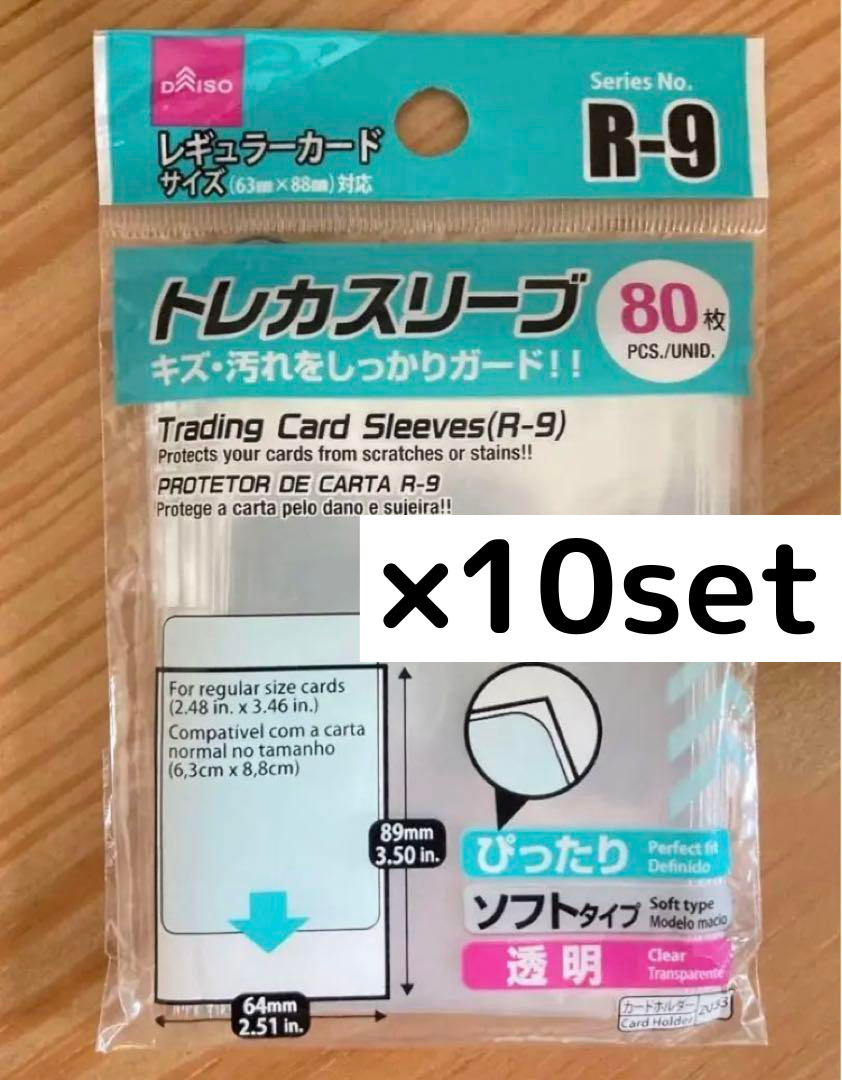 DAISO
Series No.
R-9
レギュラーカード
サイズ(63㎜×88㎜)対応
トレカスリーブ
80枚
PCS./UNID.
キズ・汚れをしっかりガード!!
Trading Card Sleeves(R-9)
Protects your cards from scratches or stains!!
PROTETOR DE CARTA R-9
Protege a carta pelo dano e sujeira!!
×10set
For regular size cards
(2.48 in. x 3.46 in.)
Compatível com a carta
normal no tamanho
(6,3cm x 8,8cm)
89mm
3.50 in.
ぴったり
Perfect fit
Definido
ソフトタイプ
Soft type
Modelo macio
透明
Clear
Transparente
64mm
2.51 in.
カードホルダー
Card Holder